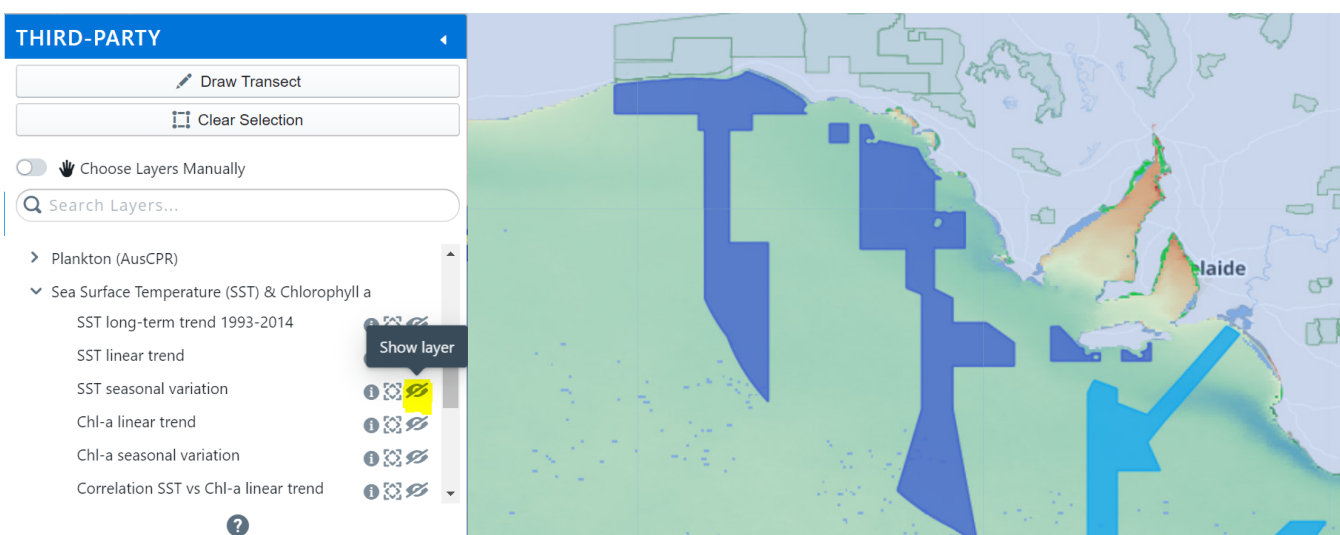 THIRD-PARTY
Draw Transect
Clear Selection
Choose Layers Manually
Search Layers...
Plankton (AusCPR)
Sea Surface Temperature (SST) & Chlorophyll a
SST long-term trend 1993-2014
Show layer
SST linear trend
SST seasonal variation
Chl-a linear trend
Chl-a seasonal variation
Correlation SST vs Chl-a linear trend
?
elaide